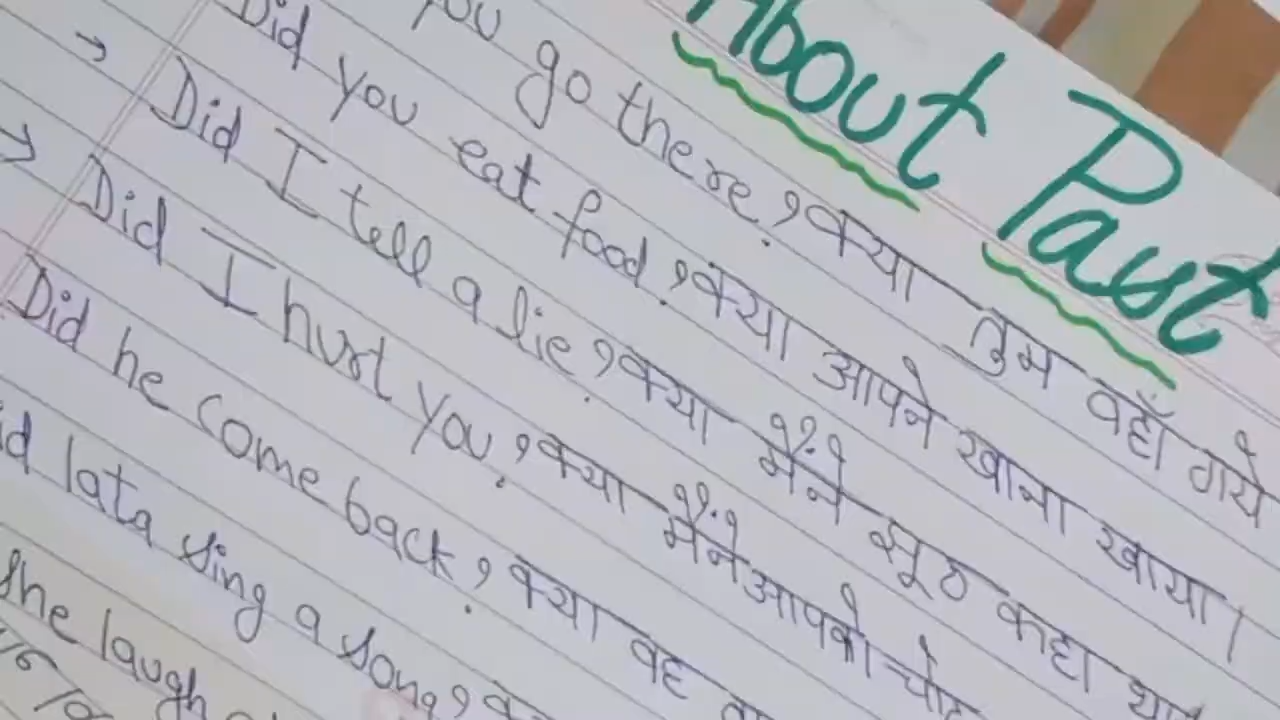 About Past
you go there? क्या तुम वहाँ गये
Did you eat food? क्या आपने खाना खाया।
→ Did I tell a lie? क्या मैंने झूठ कहा था
→ Did I hurt you? क्या मैंने आपको चोट
Did he come back? क्या वह
lata sing a song?
she laugh